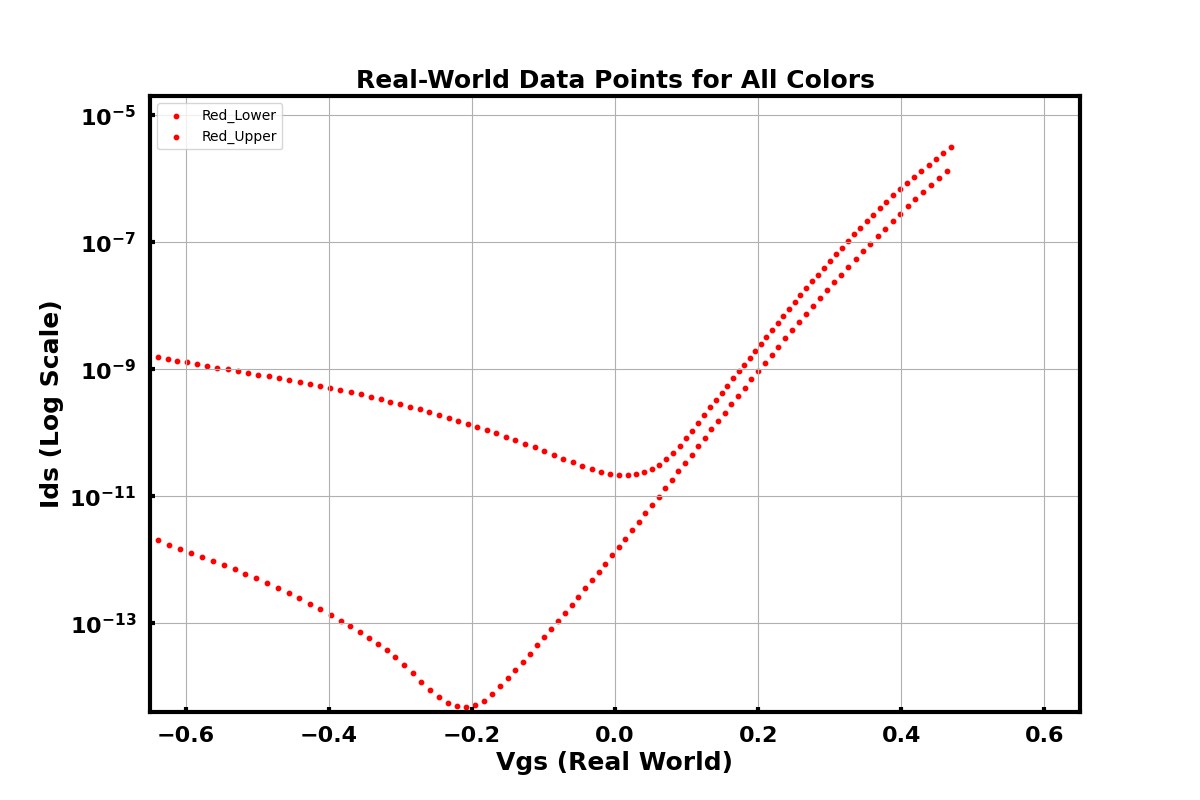 Real-World Data Points for All Colors
Red_Lower
Red_Upper
10⁻⁵
10⁻⁷
10⁻⁹
10⁻¹¹
10⁻¹³
Ids (Log Scale)
−0.6 −0.4 −0.2 0.0 0.2 0.4 0.6
Vgs (Real World)